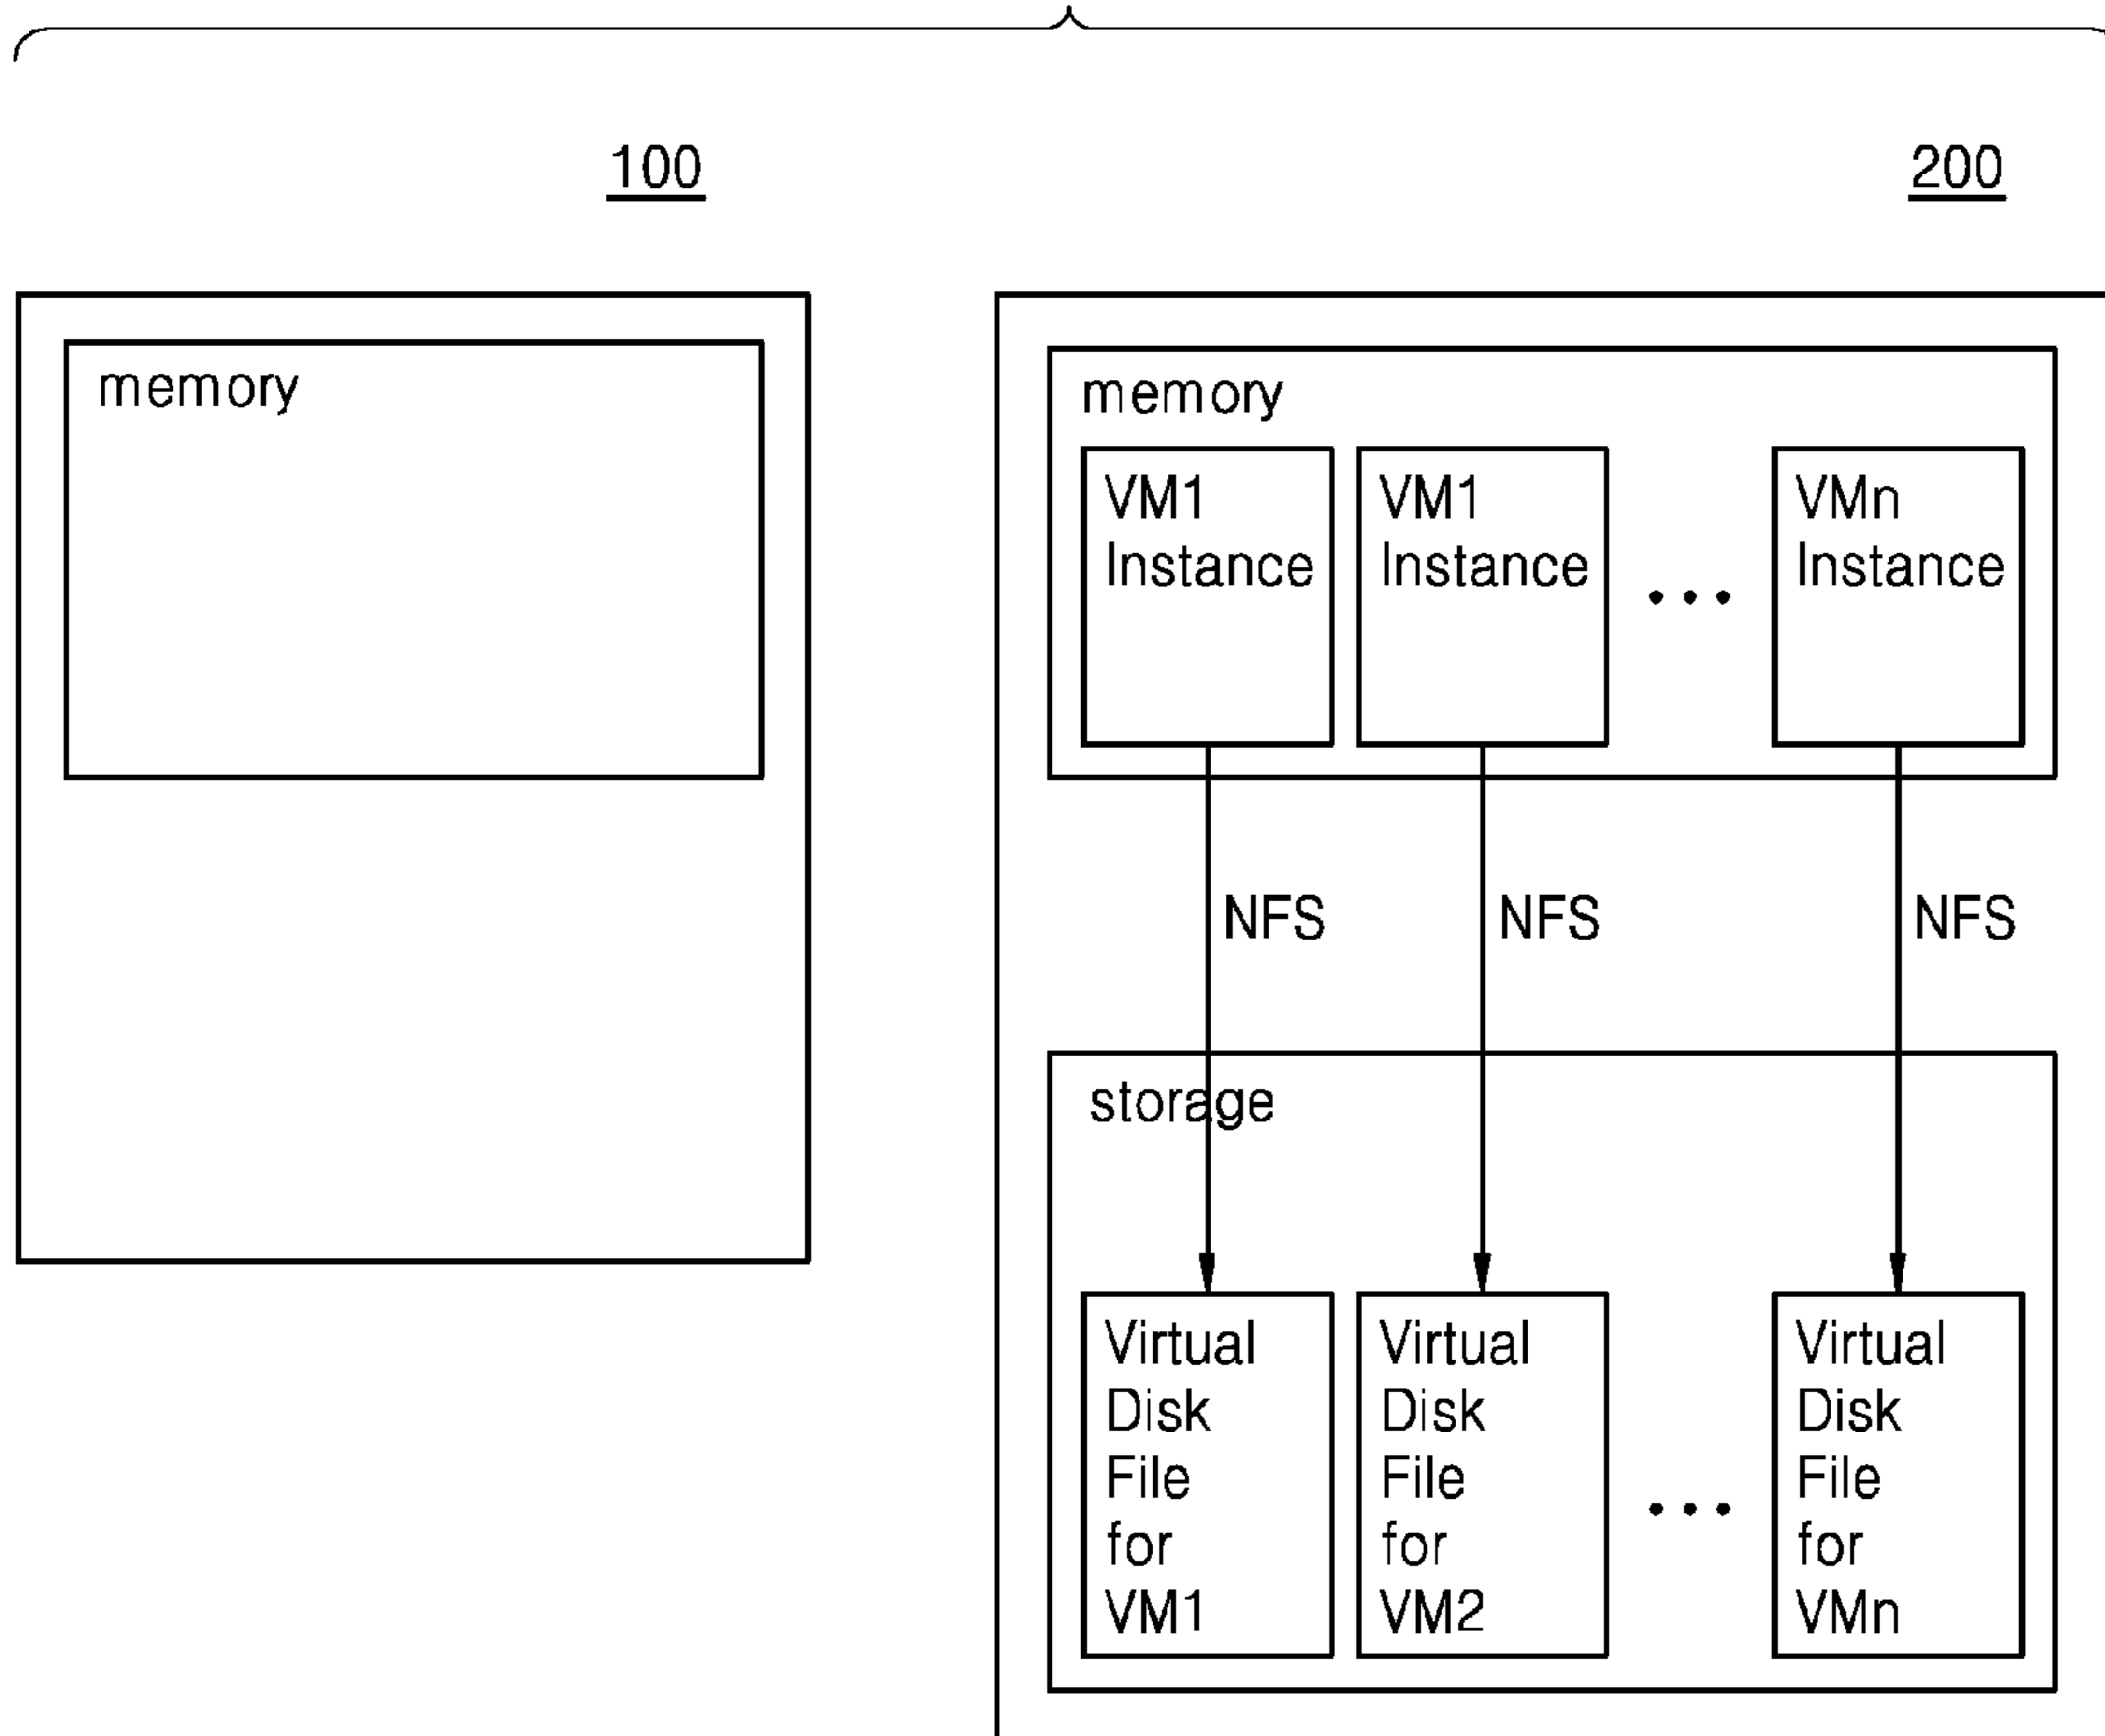 100
200
memory
memory
VM1
Instance
VM1
Instance
...
VMn
Instance
NFS
NFS
NFS
storage
Virtual
Disk
File
for
VM1
Virtual
Disk
File
for
VM2
...
Virtual
Disk
File
for
VMn